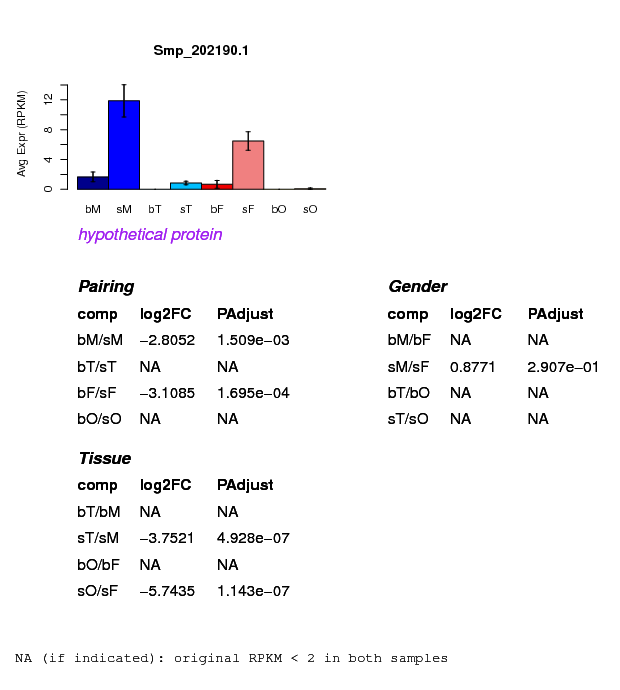 Smp_202190.1
Avg Expr (RPKM)
12
8
4
0
bM sM bT sT bF sF bO sO
hypothetical protein
Pairing
comp log2FC PAdjust
bM/sM −2.8052 1.509e−03
bT/sT NA NA
bF/sF −3.1085 1.695e−04
bO/sO NA NA
Gender
comp log2FC PAdjust
bM/bF NA NA
sM/sF 0.8771 2.907e−01
bT/bO NA NA
sT/sO NA NA
Tissue
comp log2FC PAdjust
bT/bM NA NA
sT/sM −3.7521 4.928e−07
bO/bF NA NA
sO/sF −5.7435 1.143e−07
NA (if indicated): original RPKM < 2 in both samples